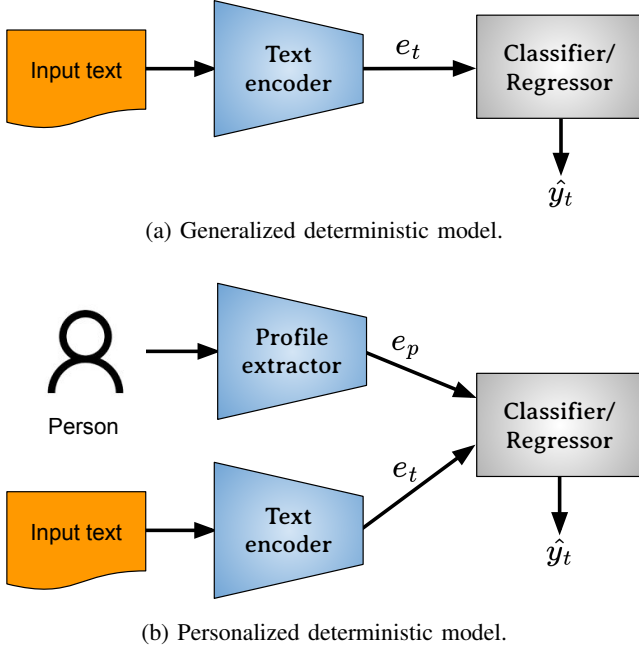 Input text
Text
encoder
e_t
Classifier/
Regressor
ŷ_t
(a) Generalized deterministic model.
Person
Profile
extractor
e_p
Classifier/
Regressor
Input text
Text
encoder
e_t
ŷ_t
(b) Personalized deterministic model.